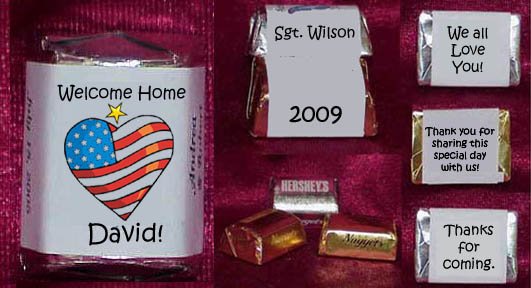 Welcome Home
David!
Sgt. Wilson
2009
HERSHEY'S
Nuggets
We all
Love
You!
Thank you for
sharing this
special day
with us!
Thanks
for
coming.